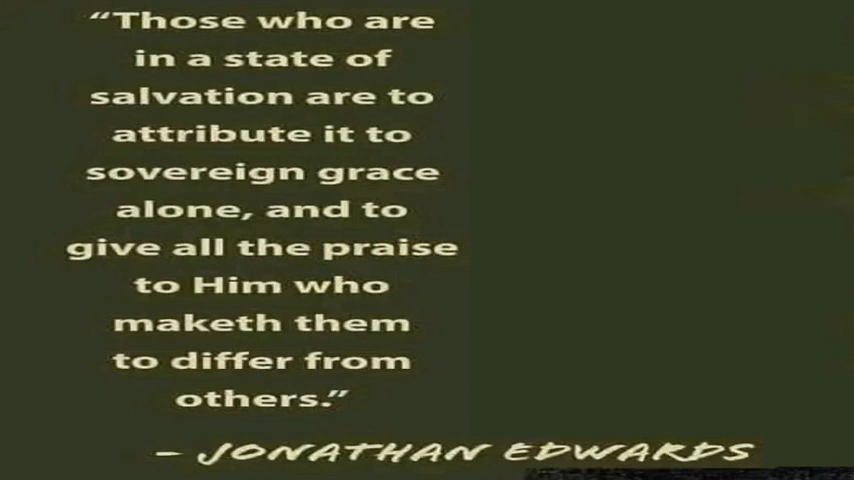 “Those who are
in a state of
salvation are to
attribute it to
sovereign grace
alone, and to
give all the praise
to Him who
maketh them
to differ from
others.”
– JONATHAN EDWARDS